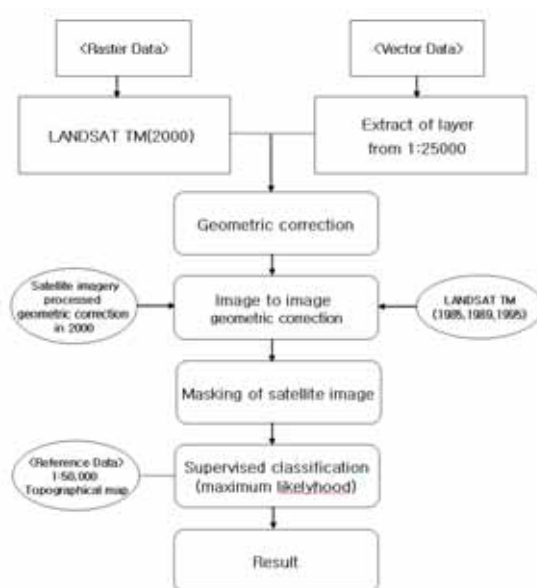 <Raster Data>
<Vector Data>
LANDSAT TM(2000)
Extract of layer
from 1:25000
Geometric correction
Satellite imagery
processed
geometric correction
in 2000
Image to image
geometric correction
LANDSAT TM
(1985,1989,1995)
Masking of satellite image
<Reference Data>
1:50,000
Topographical map
Supervised classification
(maximum likelyhood)
Result